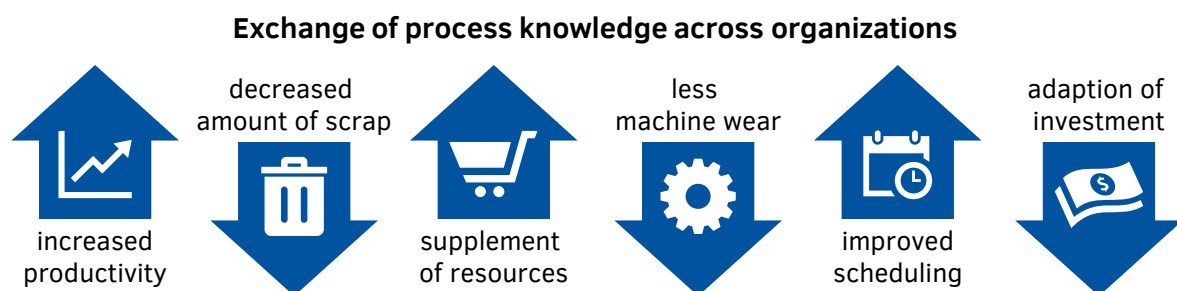 Exchange of process knowledge across organizations
increased
productivity
decreased
amount of scrap
supplement
of resources
less
machine wear
improved
scheduling
adaption of
investment
$